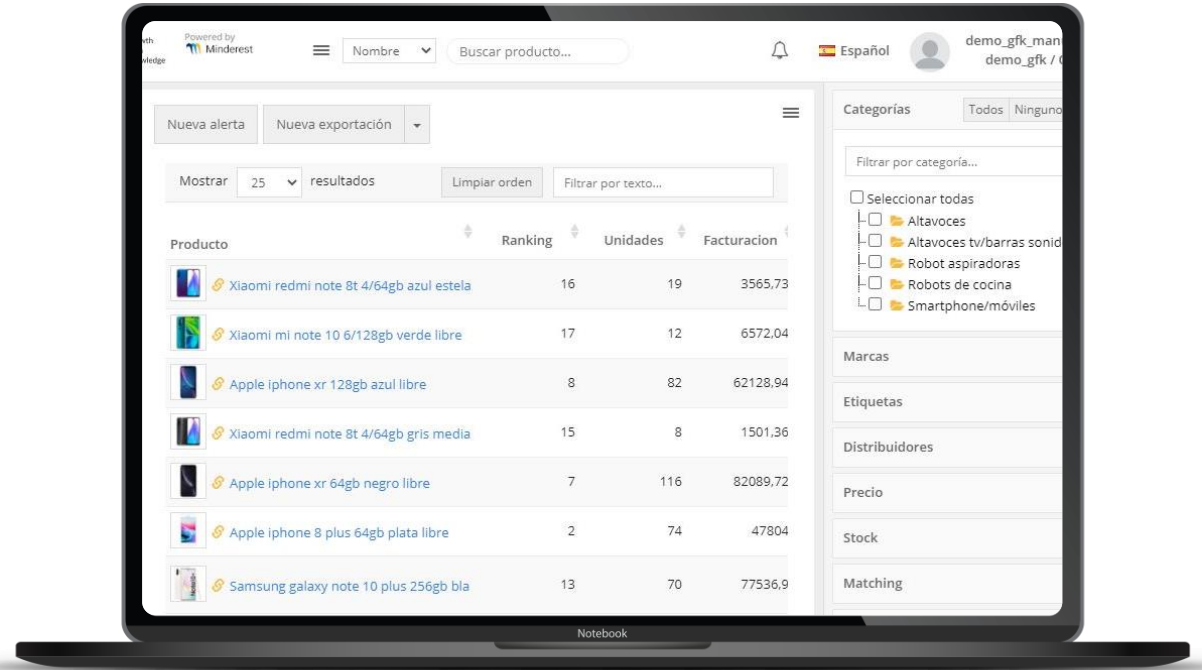 Powered by
Minderest
Nombre
Buscar producto...
Español
demo_gfk / 
Nueva alerta
Nueva exportación
Mostrar 25 resultados
Limpiar orden
Filtrar por texto...
Producto Ranking Unidades Facturacion
Xiaomi redmi note 8t 4/64gb azul estela 16 19 3565,73
Xiaomi mi note 10 6/128gb verde libre 17 12 6572,04
Apple iphone xr 128gb azul libre 8 82 62128,94
Xiaomi redmi note 8t 4/64gb gris media 15 8 1501,36
Apple iphone xr 64gb negro libre 7 116 82089,72
Apple iphone 8 plus 64gb plata libre 2 74 47804
Samsung galaxy note 10 plus 256gb bla 13 70 77536,9
Categorías Todos Ninguno
Filtrar por categoría...
Seleccionar todas
Altavoces
Altavoces tv/barras sonid
Robot aspiradoras
Robots de cocina
Smartphone/móviles
Marcas
Etiquetas
Distribuidores
Precio
Stock
Matching
Notebook